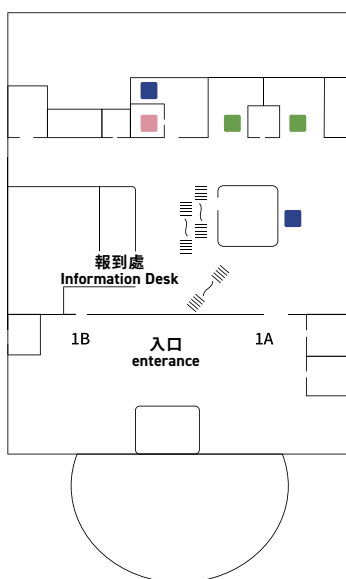 報到處
Information Desk
1B
入口
enterance
1A